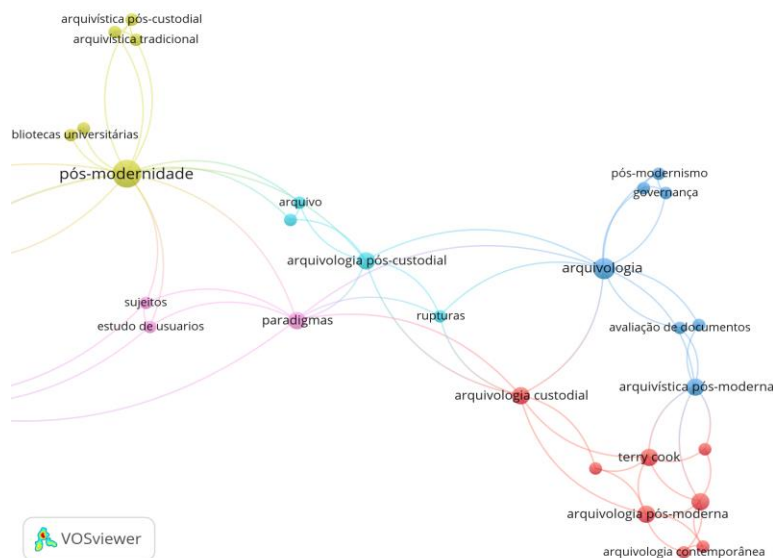 arquivística pós-custodial
arquivística tradicional
bliotecas universitárias
pós-modernidade
pós-modernismo
governança
arquivo
arquivologia pós-custodial
arquivologia
sujeitos
estudo de usuarios
paradigmas
rupturas
avaliação de documentos
arquivologia custodial
arquivística pós-moderna
terry cook
arquivologia pós-moderna
arquivologia contemporânea
VOSviewer